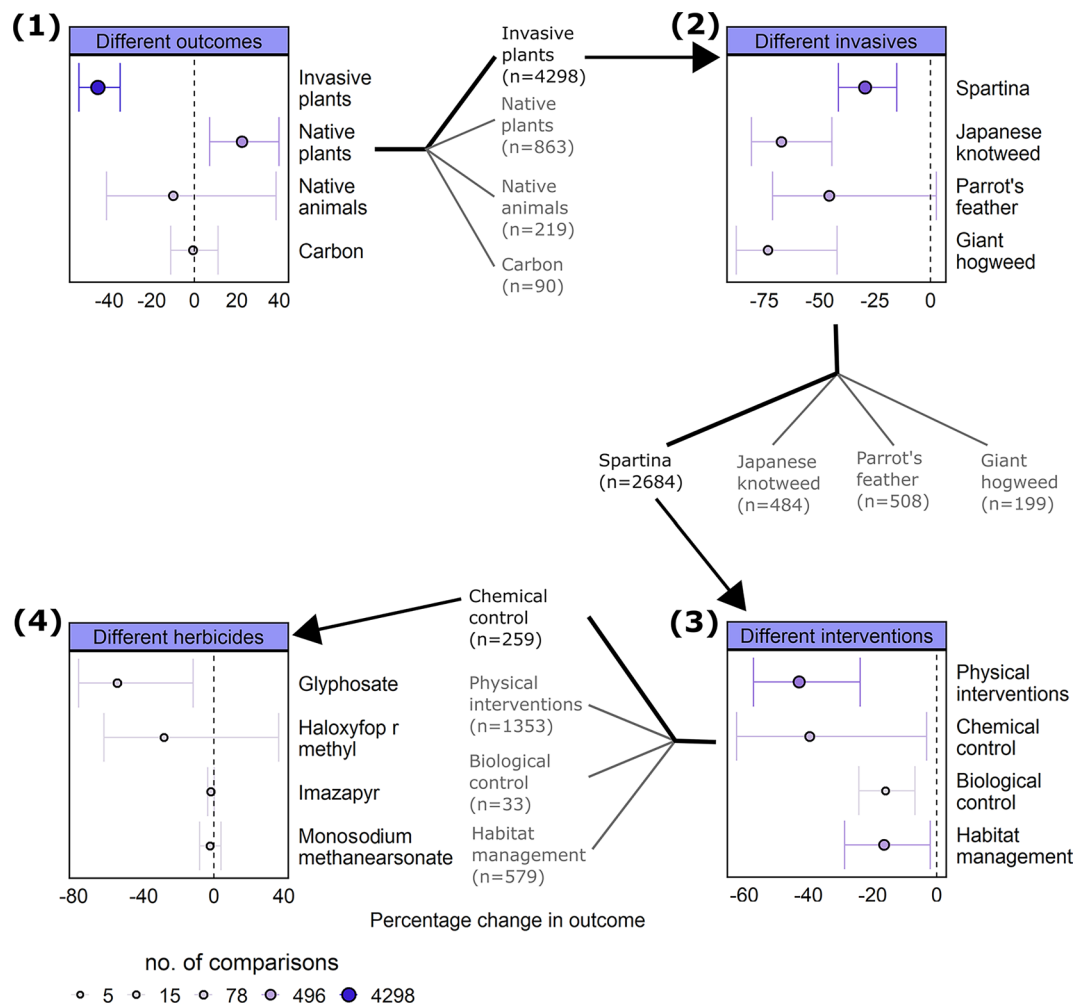 (1)
Different outcomes
Invasive
plants
Native
plants
Native
animals
Carbon
-40 -20 0 20 40
Invasive
plants
(n=4298)
Native
plants
(n=863)
Native
animals
(n=219)
Carbon
(n=90)
(2)
Different invasives
Spartina
Japanese
knotweed
Parrot's
feather
Giant
hogweed
-75 -50 -25 0
Spartina
(n=2684)
Japanese
knotweed
(n=484)
Parrot's
feather
(n=508)
Giant
hogweed
(n=199)
(3)
Different interventions
Physical
interventions
Chemical
control
Biological
control
Habitat
management
-60 -40 -20 0
Chemical
control
(n=259)
Physical
interventions
(n=1353)
Biological
control
(n=33)
Habitat
management
(n=579)
(4)
Different herbicides
Glyphosate
Haloxyfop r
methyl
Imazapyr
Monosodium
methanearsonate
-80 -40 0 40
Percentage change in outcome
no. of comparisons
5 15 78 496 4298